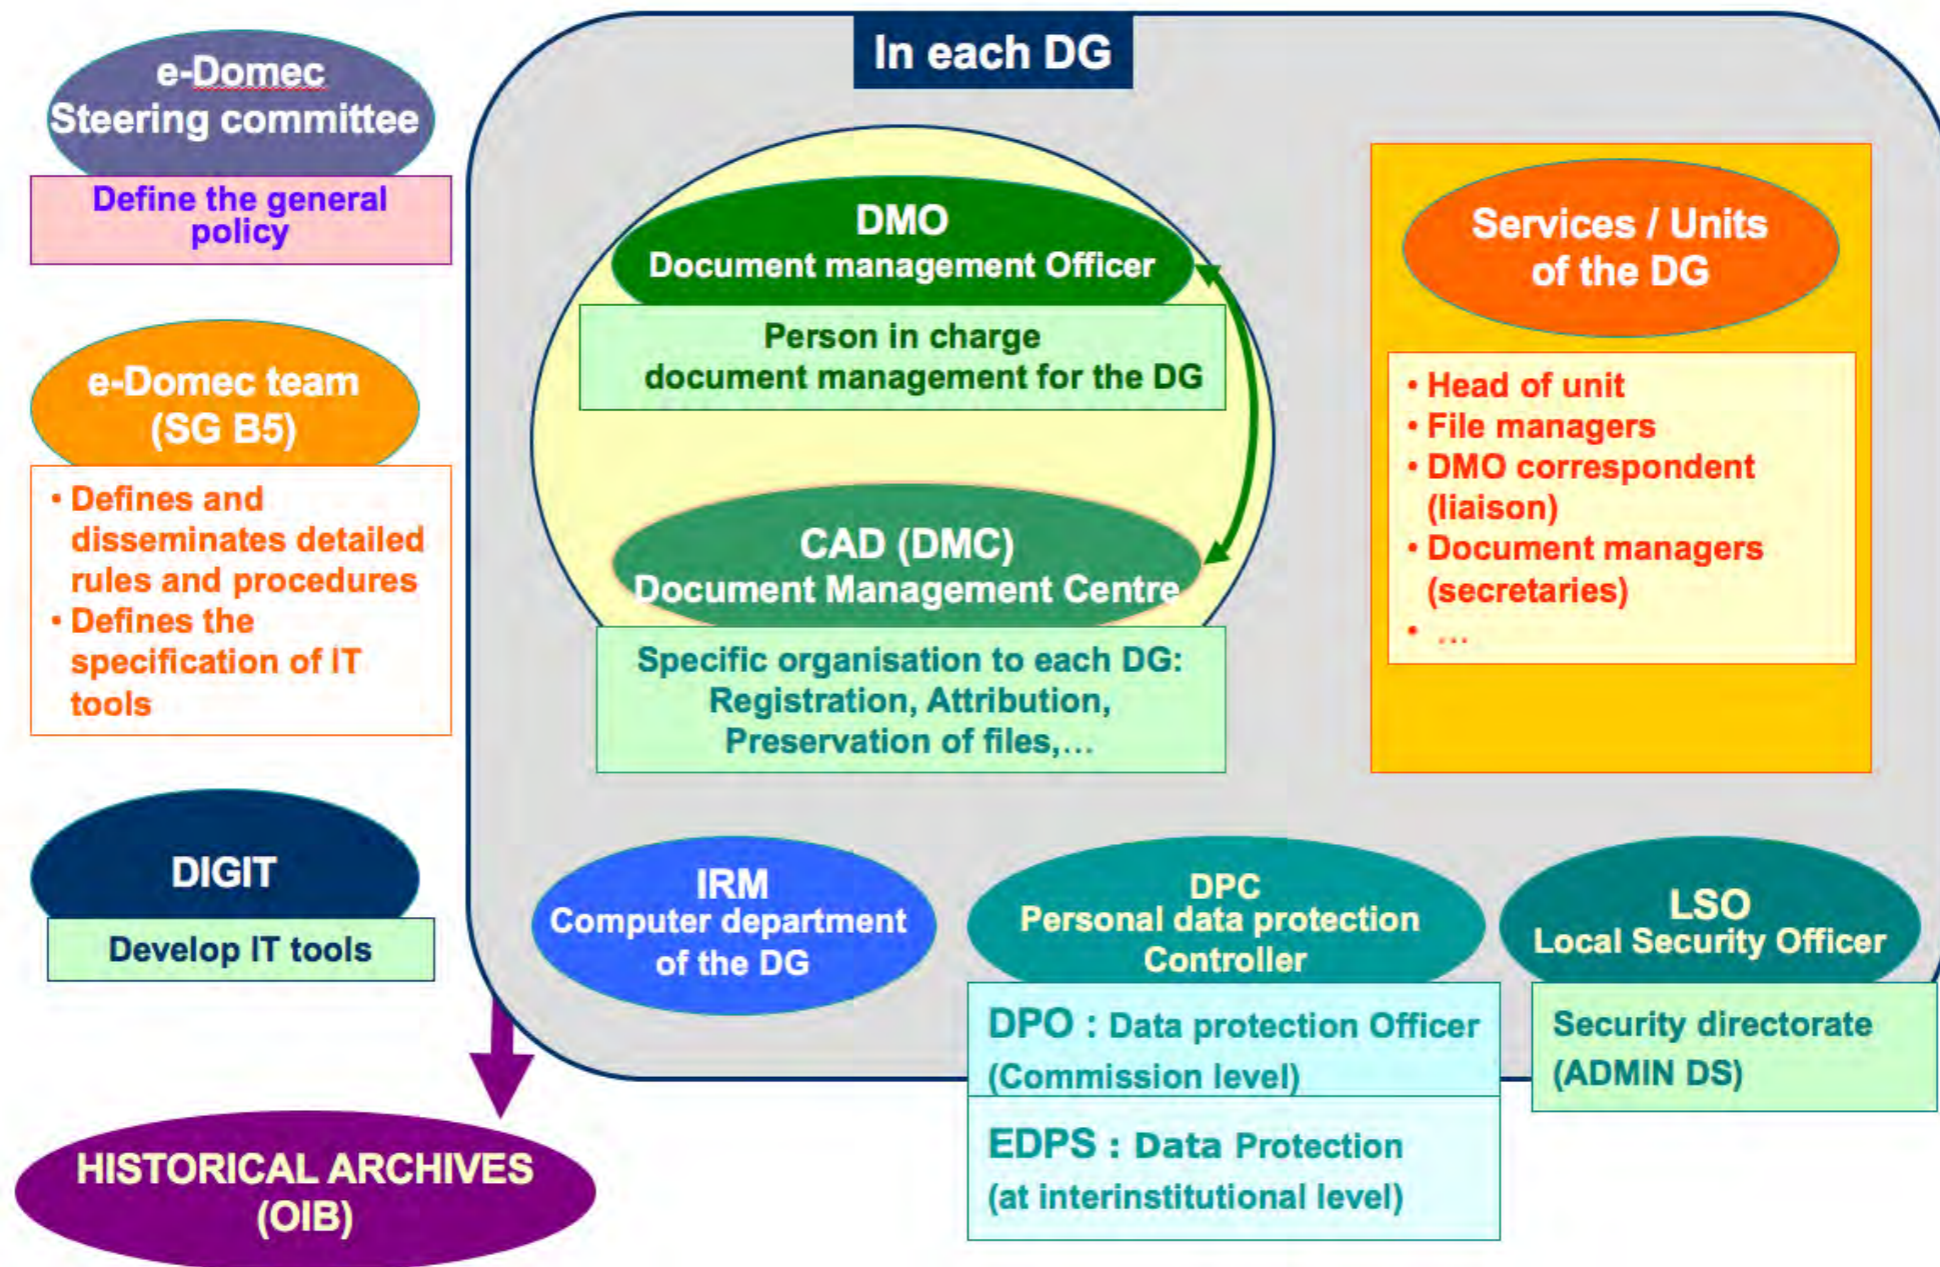 In each DG
e-Domec
Steering committee
Define the general
policy
e-Domec team
(SG B5)
• Defines and
disseminates detailed
rules and procedures
• Defines the
specification of IT
tools
DIGIT
Develop IT tools
HISTORICAL ARCHIVES
(OIB)
DMO
Document management Officer
Person in charge
document management for the DG
CAD (DMC)
Document Management Centre
Specific organisation to each DG:
Registration, Attribution,
Preservation of files,...
Services / Units
of the DG
• Head of unit
• File managers
• DMO correspondent
(liaison)
• Document managers
(secretaries)
• ...
IRM
Computer department
of the DG
DPC
Personal data protection
Controller
DPO : Data protection Officer
(Commission level)
EDPS : Data Protection
(at interinstitutional level)
LSO
Local Security Officer
Security directorate
(ADMIN DS)